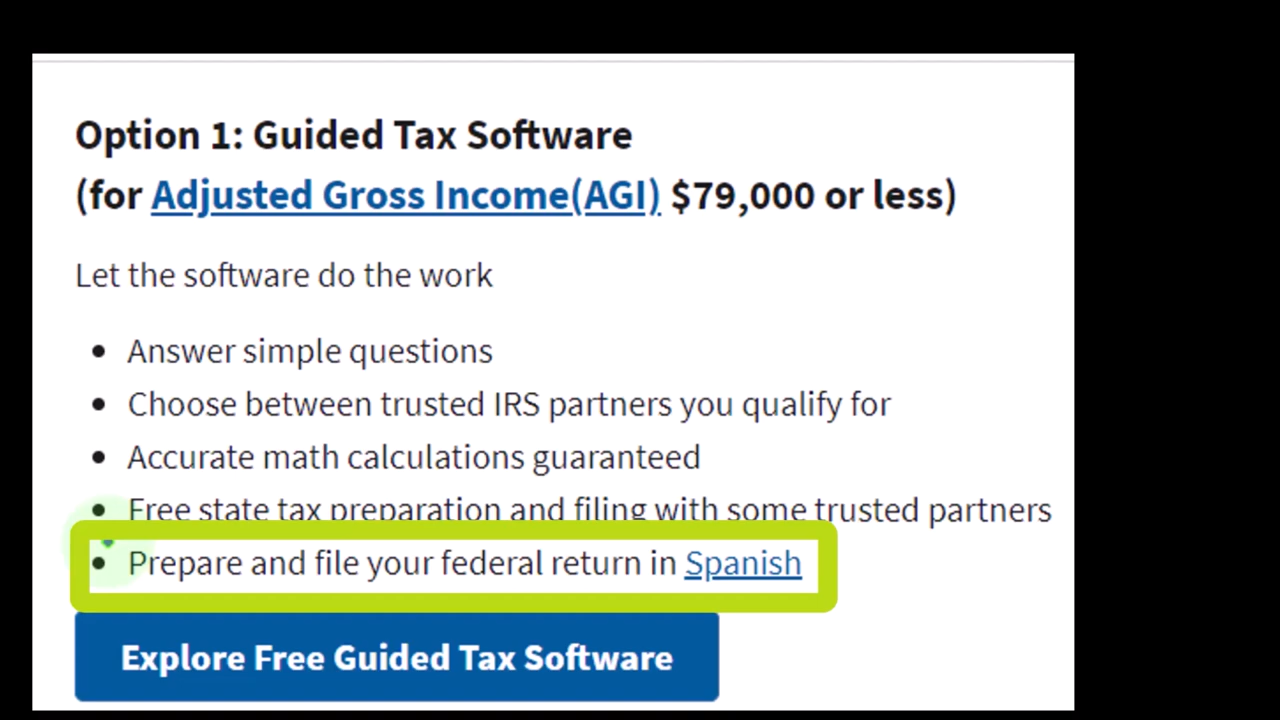 Option 1: Guided Tax Software
(for Adjusted Gross Income(AGI) $79,000 or less)
Let the software do the work
Answer simple questions
Choose between trusted IRS partners you qualify for
Accurate math calculations guaranteed
Free state tax preparation and filing with some trusted partners
Prepare and file your federal return in Spanish
Explore Free Guided Tax Software